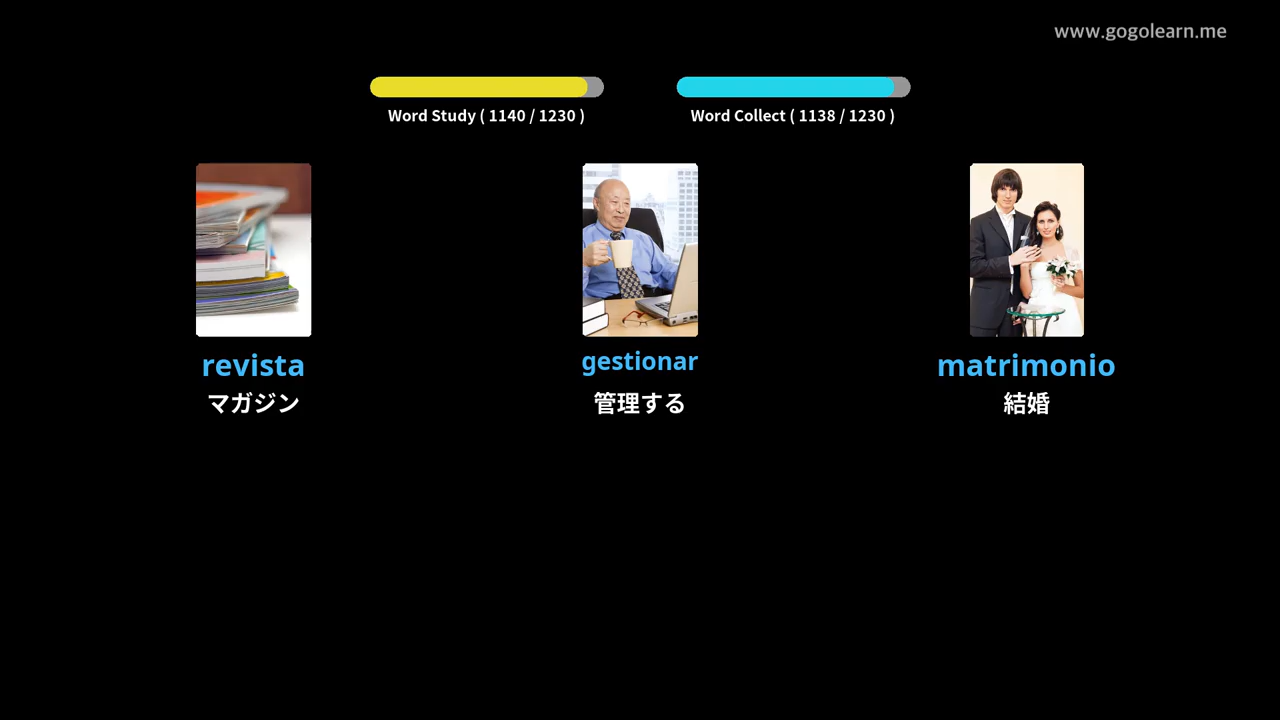 www.gogolearn.me
Word Study ( 1140 / 1230 )
Word Collect ( 1138 / 1230 )
revista
gestionar
matrimonio
マガジン
管理する
結婚